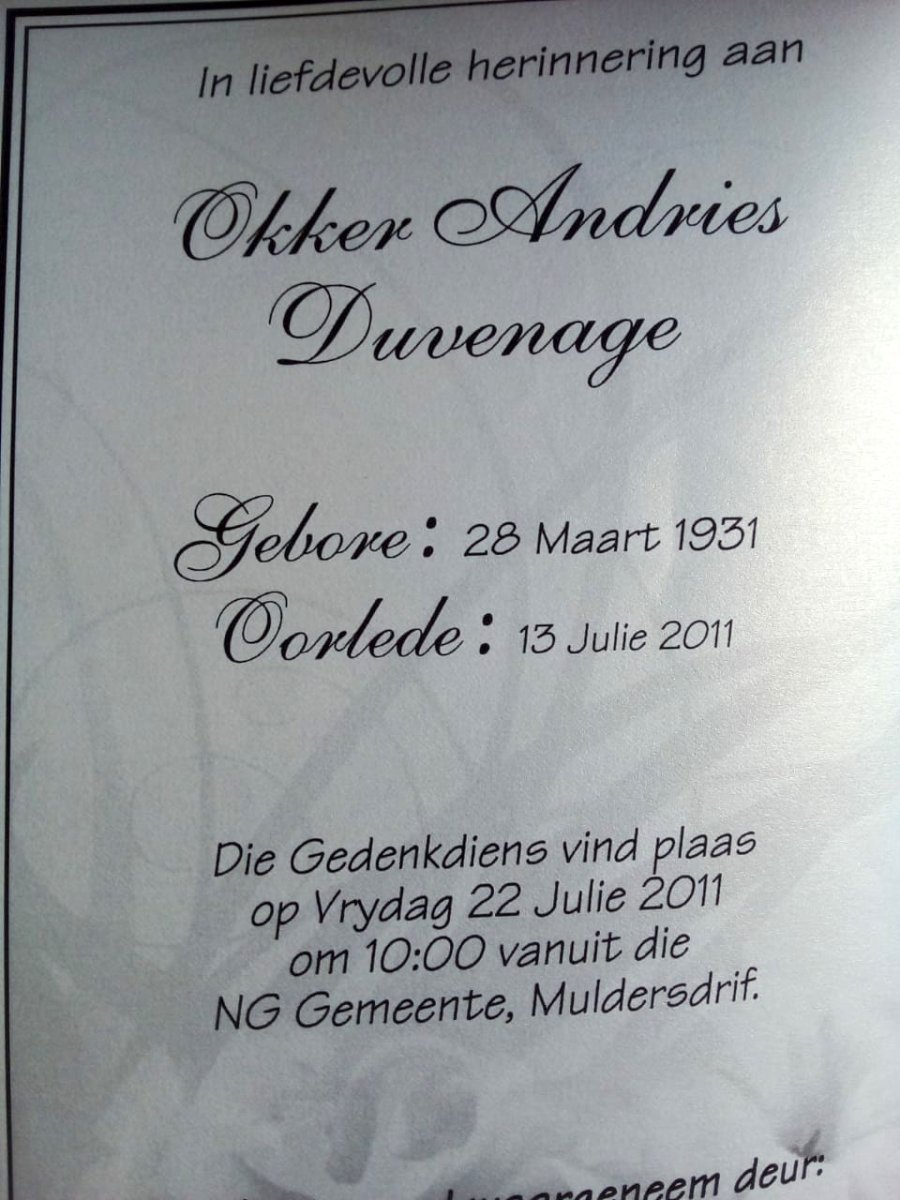 In liefdevolle herinnering aan
Okker Andries
Duvenage
Gebore: 28 Maart 1931
Oorlede: 13 Julie 2011
Die Gedenkdiens vind plaas
op Vrydag 22 Julie 2011
om 10:00 vanuit die
NG Gemeente, Muldersdrif.
deur: